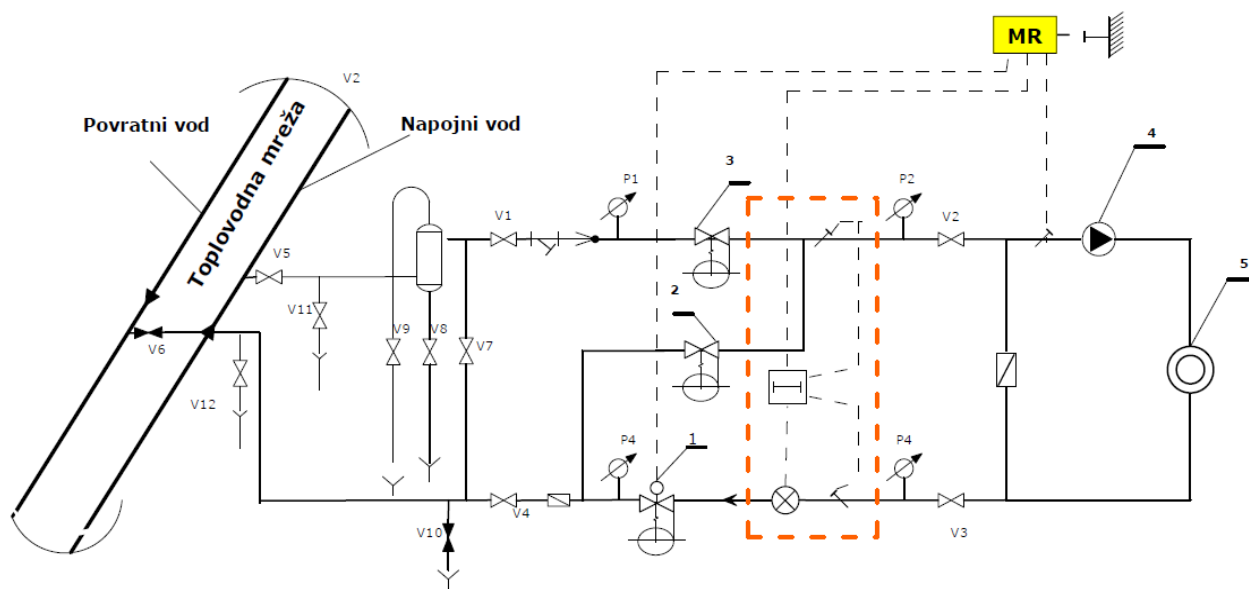 MR
V2
Povratni vod
Napojni vod
Toplovodna mreža
4
3
P1
P2
V1
V2
V5
5
V11
V9
V8
V7
2
V6
V12
P4
1
P4
V4
V10
V3